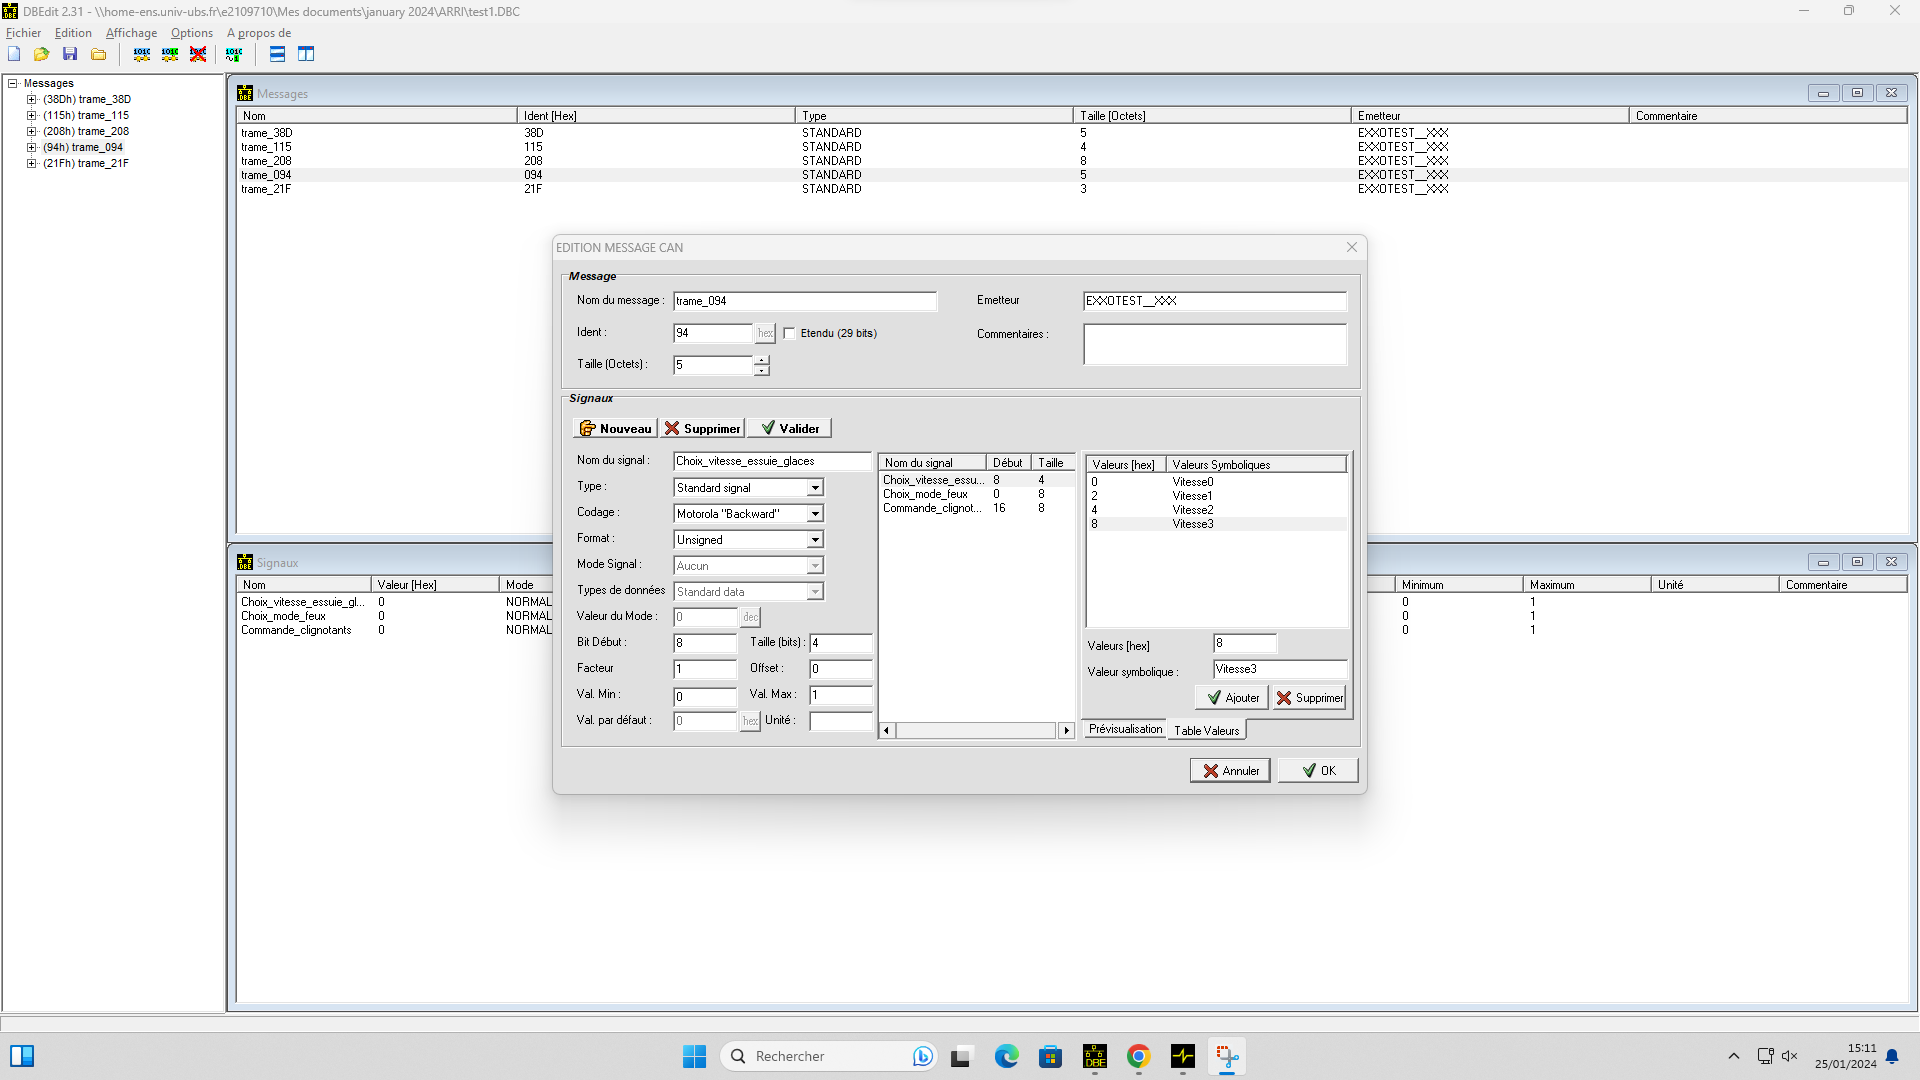 DBEdit 2.31 - \\home-ens.univ-ubs.fr\e2109710\Mes documents\january 2024\ARRI\test1.DBC
Fichier Edition Affichage Options A propos de
Messages
(38Dh) trame_38D
(115h) trame_115
(208h) trame_208
(94h) trame_094
(21Fh) trame_21F
Messages
Nom Ident [Hex] Type Taille [Octets] Emetteur Commentaire
trame_38D 38D STANDARD 5 EXXOTEST__XXX
trame_115 115 STANDARD 4 EXXOTEST__XXX
trame_208 208 STANDARD 8 EXXOTEST__XXX
trame_094 094 STANDARD 5 EXXOTEST__XXX
trame_21F 21F STANDARD 3 EXXOTEST__XXX
EDITION MESSAGE CAN
Message
Nom du message : trame_094 Emetteur EXXOTEST__XXX
Ident : 94 hex Etendu (29 bits) Commentaires :
Taille (Octets) : 5
Signaux
Nouveau Supprimer Valider
Nom du signal : Choix_vitesse_essuie_glaces
Type : Standard signal
Codage : Motorola "Backward"
Format : Unsigned
Mode Signal : Aucun
Types de données Standard data
Valeur du Mode : 0 dec
Bit Début : 8 Taille (bits) : 4
Facteur 1 Offset : 0
Val. Min : 0 Val. Max : 1
Val. par défaut : 0 hex Unité :
Nom du signal Début Taille
Choix_vitesse_essu... 8 4
Choix_mode_feux 0 8
Commande_clignot... 16 8
Valeurs [hex] Valeurs Symboliques
0 Vitesse0
2 Vitesse1
4 Vitesse2
8 Vitesse3
Valeurs [hex] 8
Valeur symbolique : Vitesse3
Ajouter Supprimer
Prévisualisation Table Valeurs
Annuler OK
Signaux
Nom Valeur [Hex] Mode Minimum Maximum Unité Commentaire
Choix_vitesse_essuie_gl... 0 NORMAL 0 1
Choix_mode_feux 0 NORMAL 0 1
Commande_clignotants 0 NORMAL 0 1
Rechercher
15:11
25/01/2024